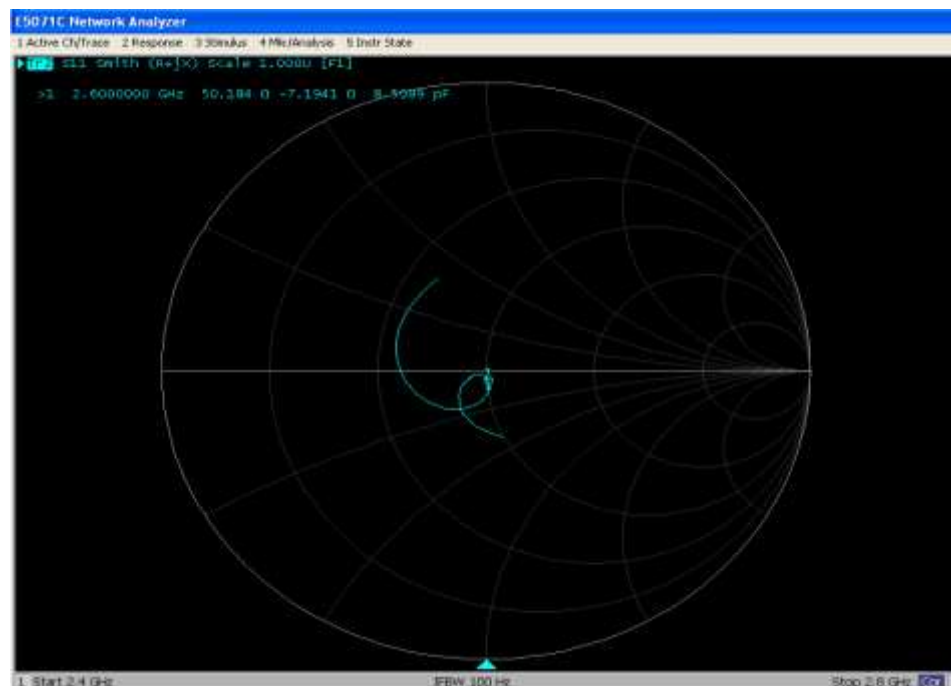 E5071C Network Analyzer
1 Active Ch/Trace 2 Response 3 Stimulus 4 Mkr/Analysis 5 Instr State
S11 Smith (R+jX) Scale 1.000U [F1]
>1 2.6000000 GHz 50.184 Ω -7.1941 Ω pF
1 Start 2.4 GHz IFBW 100 Hz Stop 2.8 GHz Cor